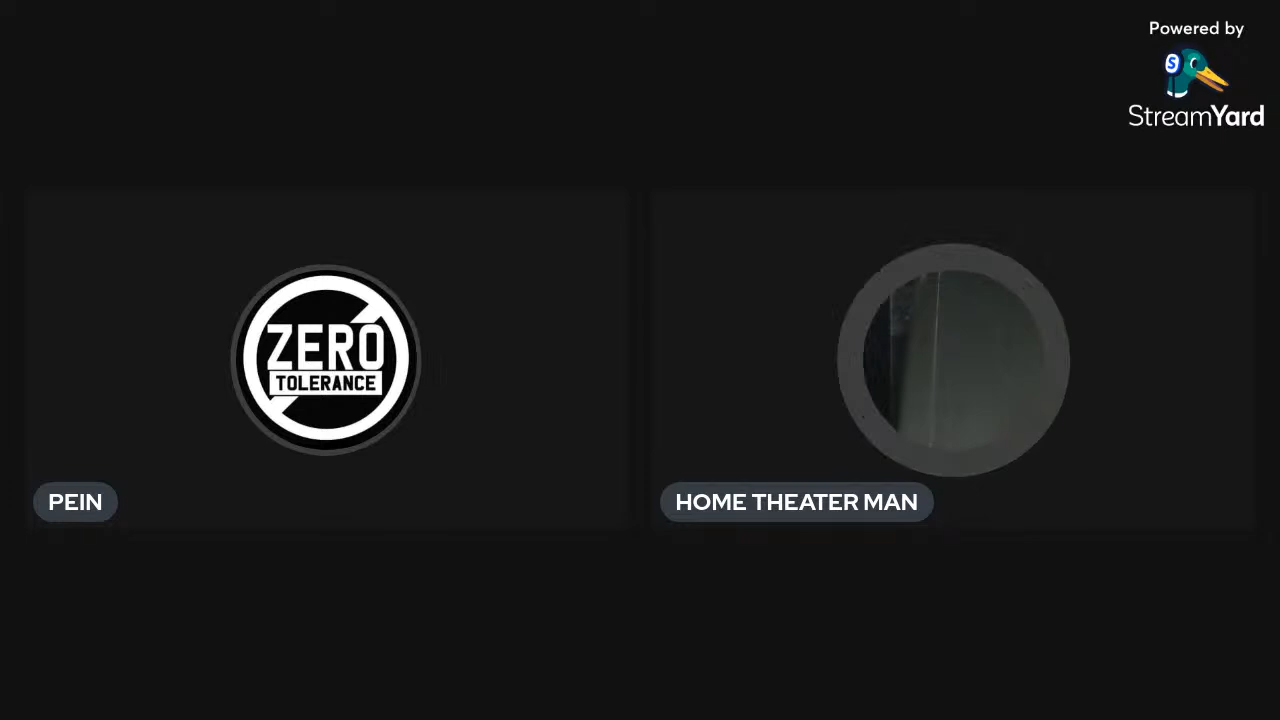 Powered by
StreamYard
ZERO
TOLERANCE
PEIN
HOME THEATER MAN